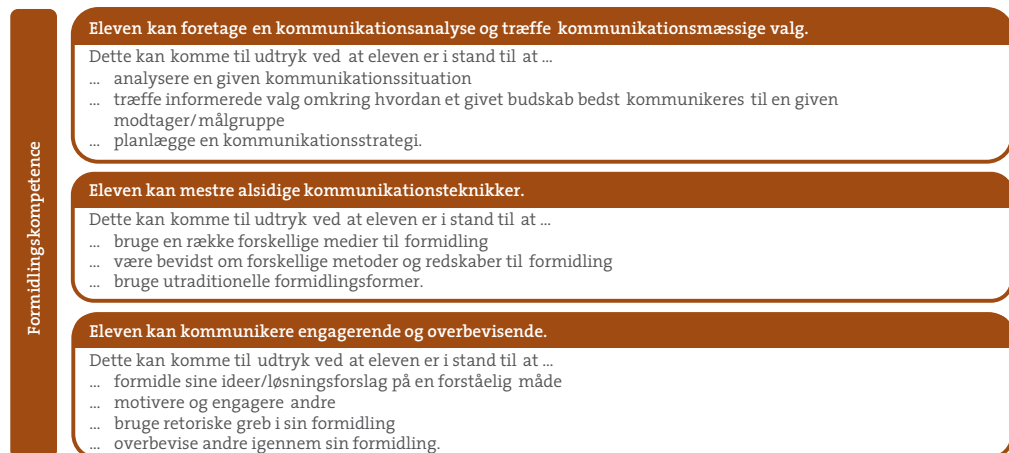 Formidlingskompetence
Eleven kan foretage en kommunikationsanalyse og træffe kommunikationsmæssige valg.
Dette kan komme til udtryk ved at eleven er i stand til at ...
... analysere en given kommunikationssituation
... træffe informerede valg omkring hvordan et givet budskab bedst kommunikeres til en given
modtager/målgruppe
... planlægge en kommunikationsstrategi.
Eleven kan mestre alsidige kommunikationsteknikker.
Dette kan komme til udtryk ved at eleven er i stand til at ...
... bruge en række forskellige medier til formidling
... være bevidst om forskellige metoder og redskaber til formidling
... bruge utraditionelle formidlingsformer.
Eleven kan kommunikere engagerende og overbevisende.
Dette kan komme til udtryk ved at eleven er i stand til at ...
... formidle sine ideer/løsningsforslag på en forståelig måde
... motivere og engagere andre
... bruge retoriske greb i sin formidling
... overbevise andre igennem sin formidling.